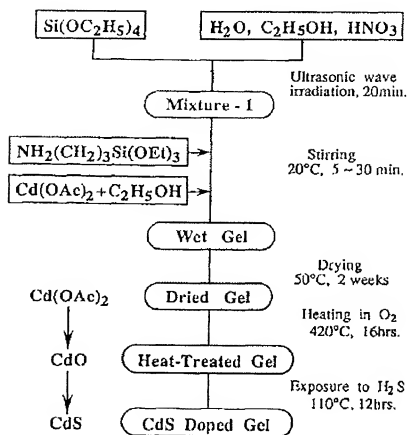 Si(OC2H5)4
H2O, C2H5OH, HNO3
Ultrasonic wave
irradiation, 20min.
Mixture - 1
NH2(CH2)3Si(OEt)3
Stirring
20°C, 5 ~ 30 min.
Cd(OAc)2+C2H5OH
Wet Gel
Drying
50°C, 2 weeks
Cd(OAc)2
Dried Gel
Heating in O2
420°C, 16hrs.
CdO
Heat-Treated Gel
Exposure to H2S
110°C, 12hrs.
CdS
CdS Doped Gel